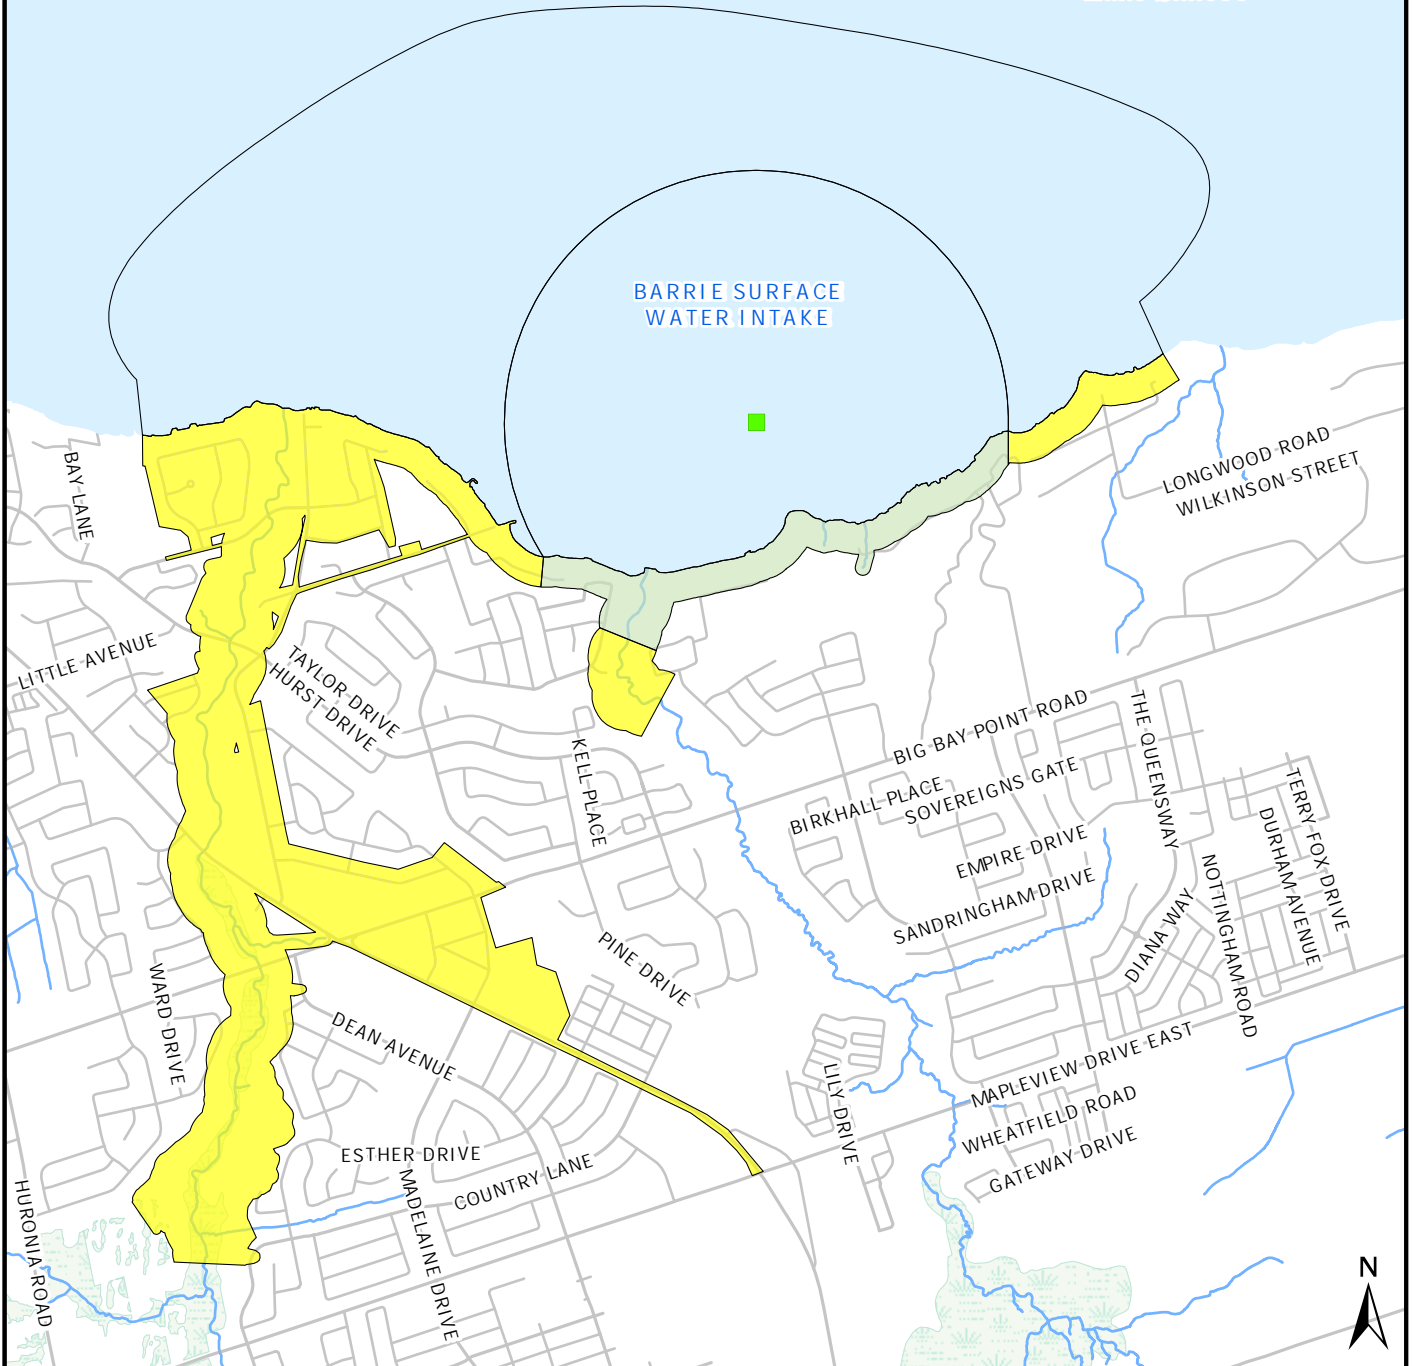 BARRIE SURFACE
WATER INTAKE
BAY LANE
LONGWOOD ROAD
WILKINSON STREET
LITTLE AVENUE
TAYLOR DRIVE
HURST DRIVE
KELL PLACE
BIG BAY POINT ROAD
THE QUEENSWAY
BIRKHALL PLACE
SOVEREIGNS GATE
TERRY FOX DRIVE
DURHAM AVENUE
EMPIRE DRIVE
SANDRINGHAM DRIVE
NOTTINGHAM ROAD
DIANA WAY
PINE DRIVE
WARD DRIVE
DEAN AVENUE
MAPLEVIEW DRIVE EAST
LILY DRIVE
WHEATFIELD ROAD
GATEWAY DRIVE
ESTHER DRIVE
COUNTRY LANE
MADELAINE DRIVE
HURONIA ROAD
N